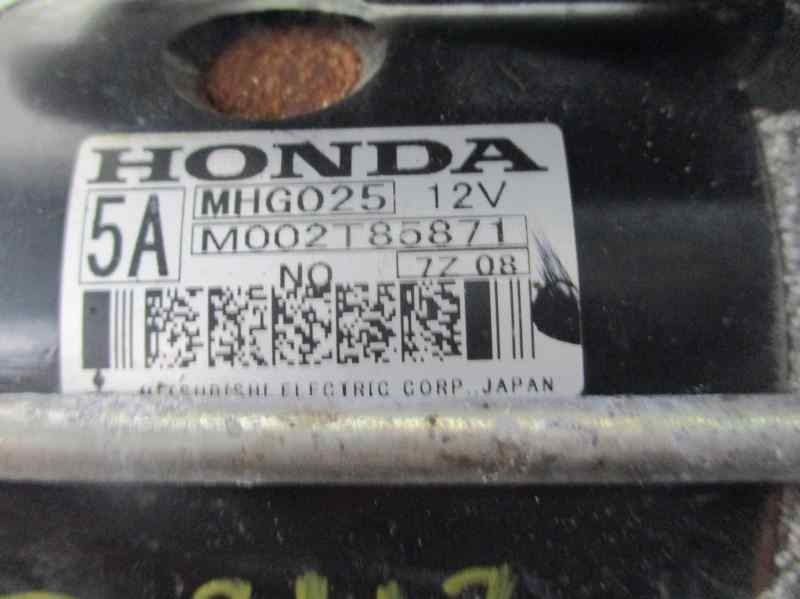 HONDA
5A MHG025 12V
M002T85871
NO 7Z 08
MITSUBISHI ELECTRIC CORP., JAPAN